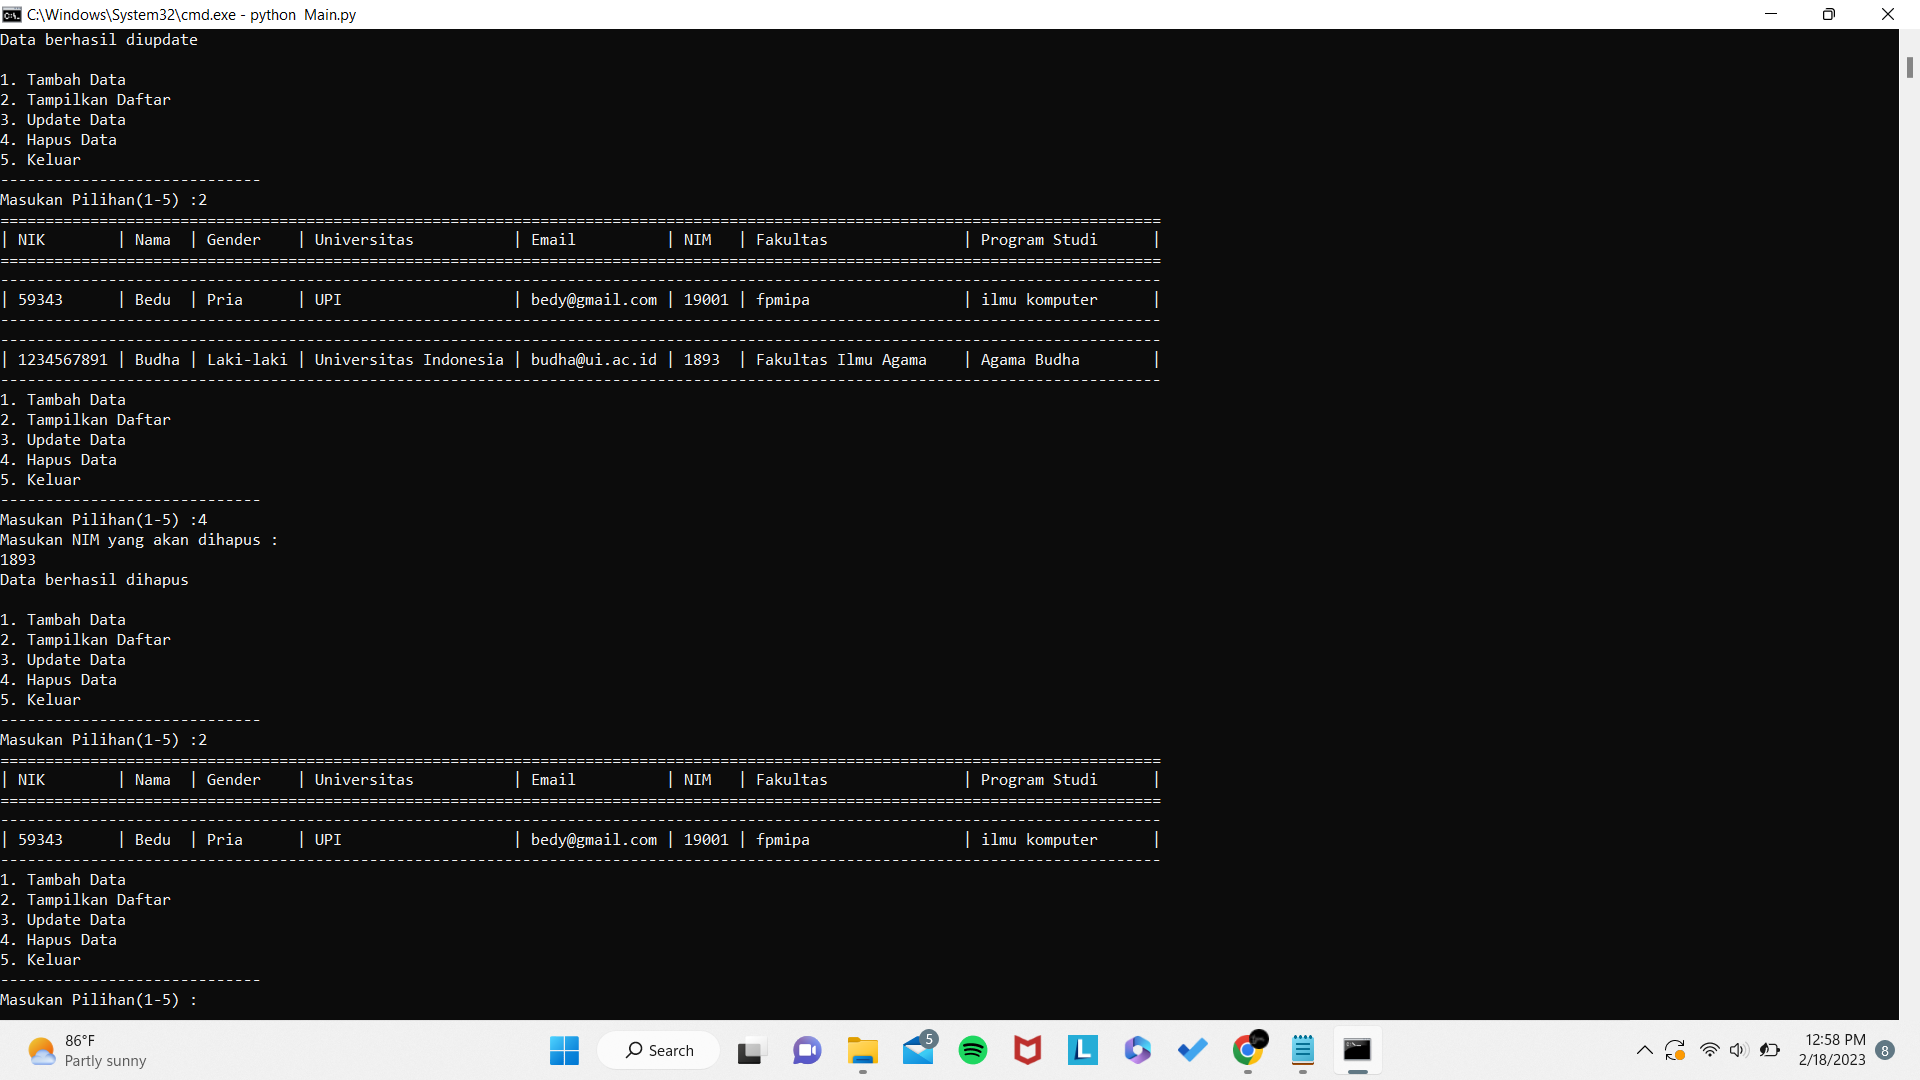 C:\Windows\System32\cmd.exe - python  Main.py
Data berhasil diupdate
1. Tambah Data
2. Tampilkan Daftar
3. Update Data
4. Hapus Data
5. Keluar
-----------------------------
Masukan Pilihan(1-5) :2
=================================================================================================================================
| NIK        | Nama  | Gender    | Universitas           | Email          | NIM   | Fakultas               | Program Studi      |
=================================================================================================================================
---------------------------------------------------------------------------------------------------------------------------------
| 59343      | Bedu  | Pria      | UPI                   | bedy@gmail.com | 19001 | fpmipa                 | ilmu komputer      |
---------------------------------------------------------------------------------------------------------------------------------
---------------------------------------------------------------------------------------------------------------------------------
| 1234567891 | Budha | Laki-laki | Universitas Indonesia | budha@ui.ac.id | 1893  | Fakultas Ilmu Agama    | Agama Budha        |
---------------------------------------------------------------------------------------------------------------------------------
1. Tambah Data
2. Tampilkan Daftar
3. Update Data
4. Hapus Data
5. Keluar
-----------------------------
Masukan Pilihan(1-5) :4
Masukan NIM yang akan dihapus :
1893
Data berhasil dihapus
1. Tambah Data
2. Tampilkan Daftar
3. Update Data
4. Hapus Data
5. Keluar
-----------------------------
Masukan Pilihan(1-5) :2
=================================================================================================================================
| NIK        | Nama  | Gender    | Universitas           | Email          | NIM   | Fakultas               | Program Studi      |
=================================================================================================================================
---------------------------------------------------------------------------------------------------------------------------------
| 59343      | Bedu  | Pria      | UPI                   | bedy@gmail.com | 19001 | fpmipa                 | ilmu komputer      |
---------------------------------------------------------------------------------------------------------------------------------
1. Tambah Data
2. Tampilkan Daftar
3. Update Data
4. Hapus Data
5. Keluar
-----------------------------
Masukan Pilihan(1-5) :
86°F
Partly sunny
Search
5
L
12:58 PM
2/18/2023
8